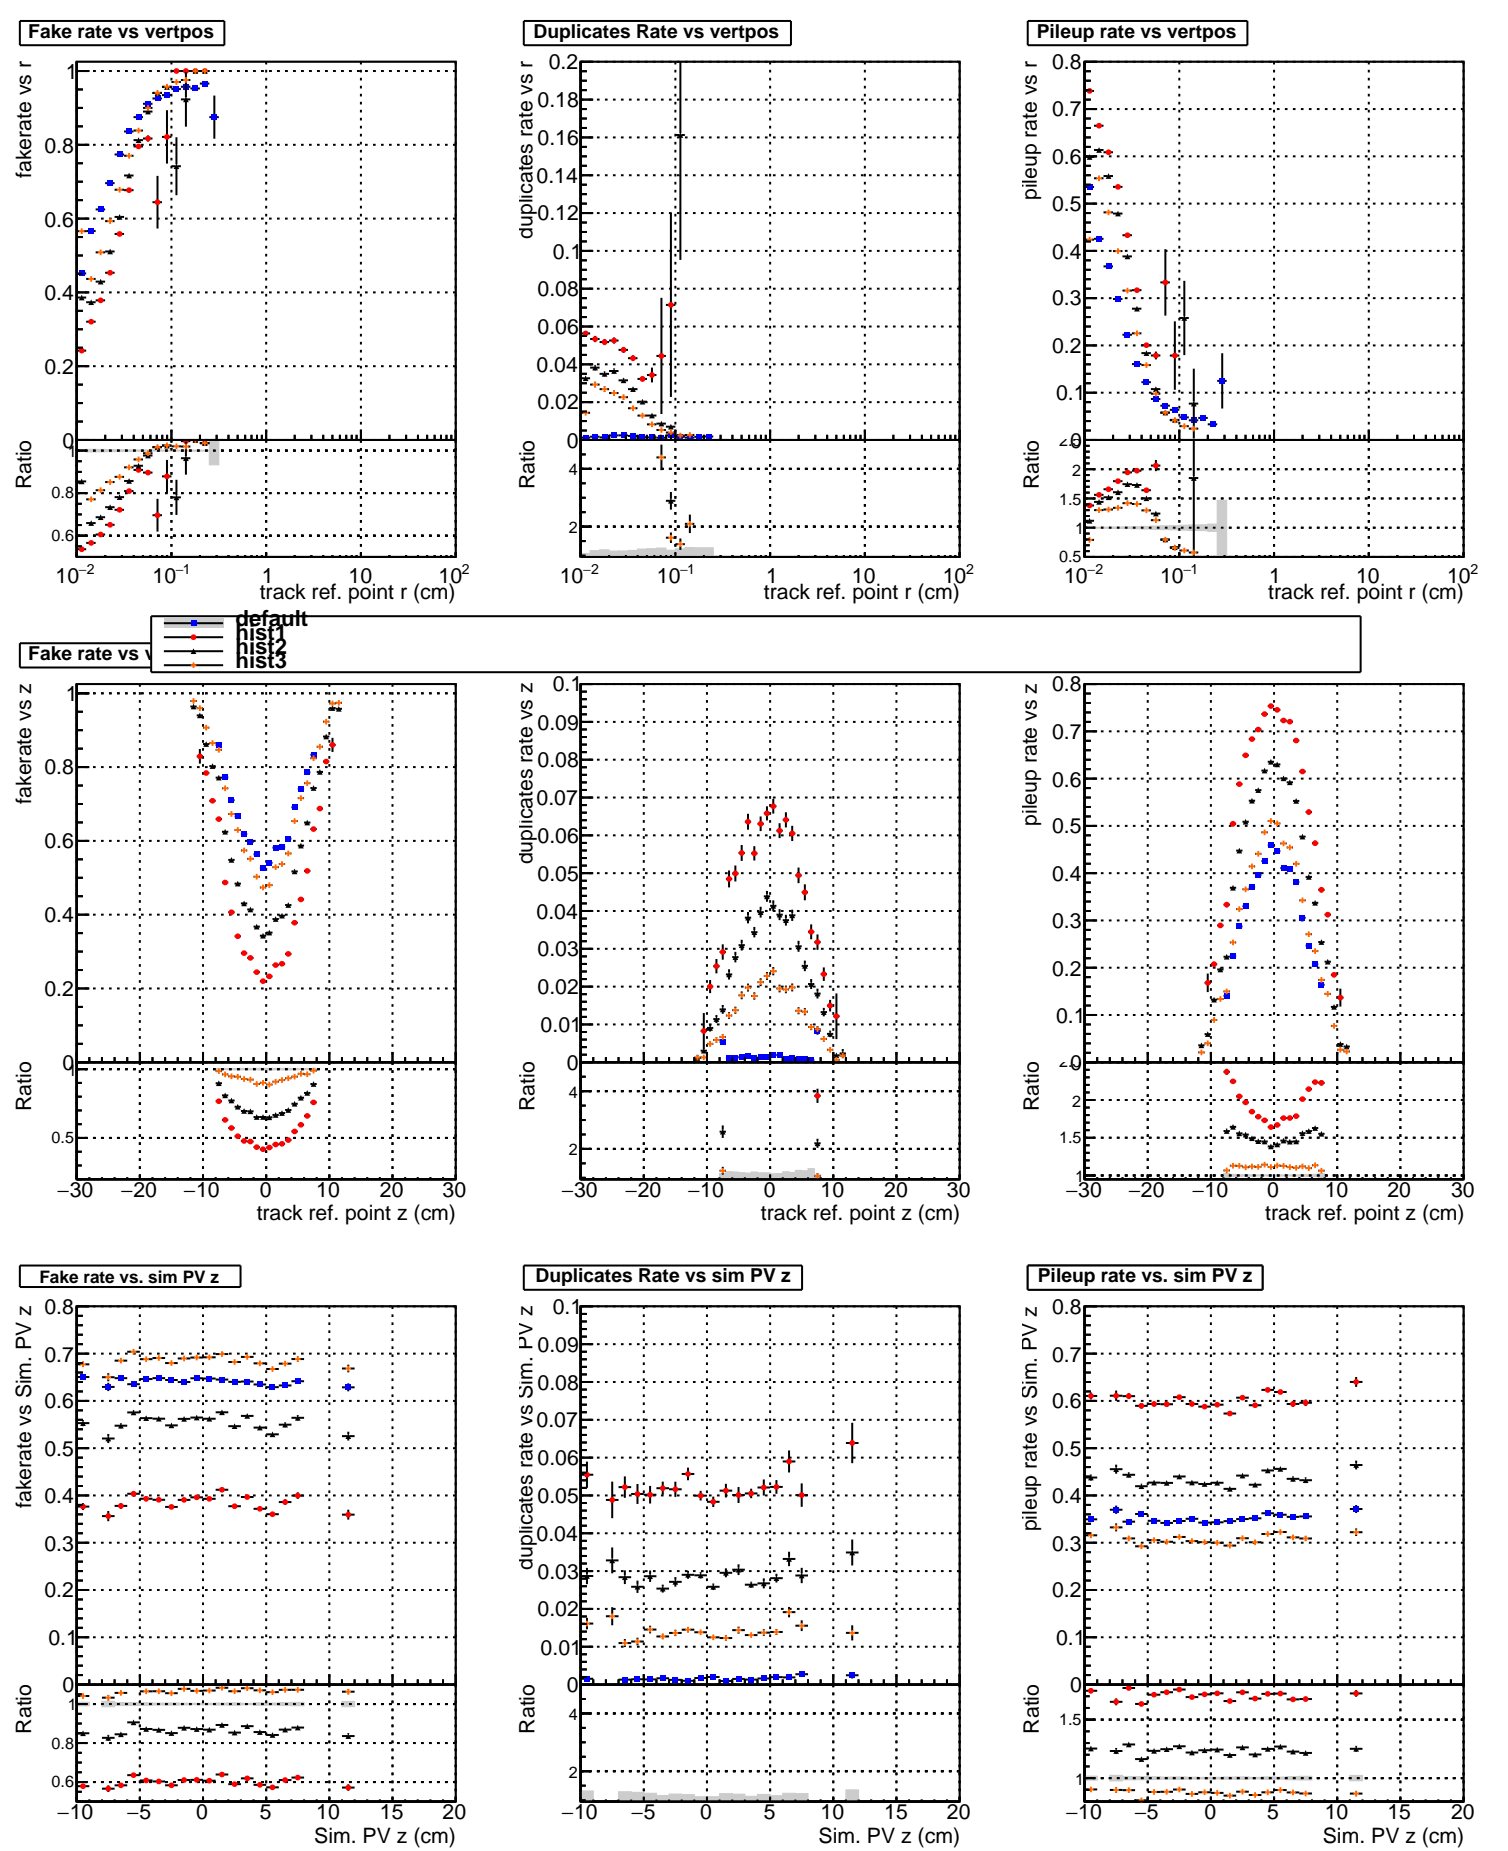 Fake rate vs vertpos
Duplicates Rate vs vertpos
Pileup rate vs vertpos
fakerate vs r
1
0.8
0.6
0.4
0.2
0
Ratio
1
0.8
0.6
10⁻² 10⁻¹ 1 10 10²
track ref. point r (cm)
duplicates rate vs r
0.2
0.18
0.16
0.14
0.12
0.1
0.08
0.06
0.04
0.02
0
Ratio
4
2
10⁻² 10⁻¹ 1 10 10²
track ref. point r (cm)
pileup rate vs r
0.8
0.7
0.6
0.5
0.4
0.3
0.2
0.1
Ratio
2
1.5
1
0.5
10⁻² 10⁻¹ 1 10 10²
track ref. point r (cm)
default
hist1
hist2
hist3
Fake rate vs
fakerate vs z
1
0.8
0.6
0.4
0.2
0
Ratio
0.5
−30 −20 −10 0 10 20 30
track ref. point z (cm)
duplicates rate vs z
0.1
0.09
0.08
0.07
0.06
0.05
0.04
0.03
0.02
0.01
0
Ratio
4
2
−30 −20 −10 0 10 20 30
track ref. point z (cm)
pileup rate vs z
0.8
0.7
0.6
0.5
0.4
0.3
0.2
0.1
Ratio
2
1.5
1
−30 −20 −10 0 10 20 30
track ref. point z (cm)
Fake rate vs. sim PV z
Duplicates Rate vs sim PV z
Pileup rate vs. sim PV z
fakerate vs Sim. PV z
0.8
0.7
0.6
0.5
0.4
0.3
0.2
0.1
0
Ratio
1
0.8
0.6
−10 −5 0 5 10 15 20
Sim. PV z (cm)
duplicates rate vs Sim. PV z
0.1
0.09
0.08
0.07
0.06
0.05
0.04
0.03
0.02
0.01
0
Ratio
4
2
−10 −5 0 5 10 15 20
Sim. PV z (cm)
pileup rate vs Sim. PV z
0.8
0.7
0.6
0.5
0.4
0.3
0.2
0.1
0
Ratio
1.5
1
−10 −5 0 5 10 15 20
Sim. PV z (cm)